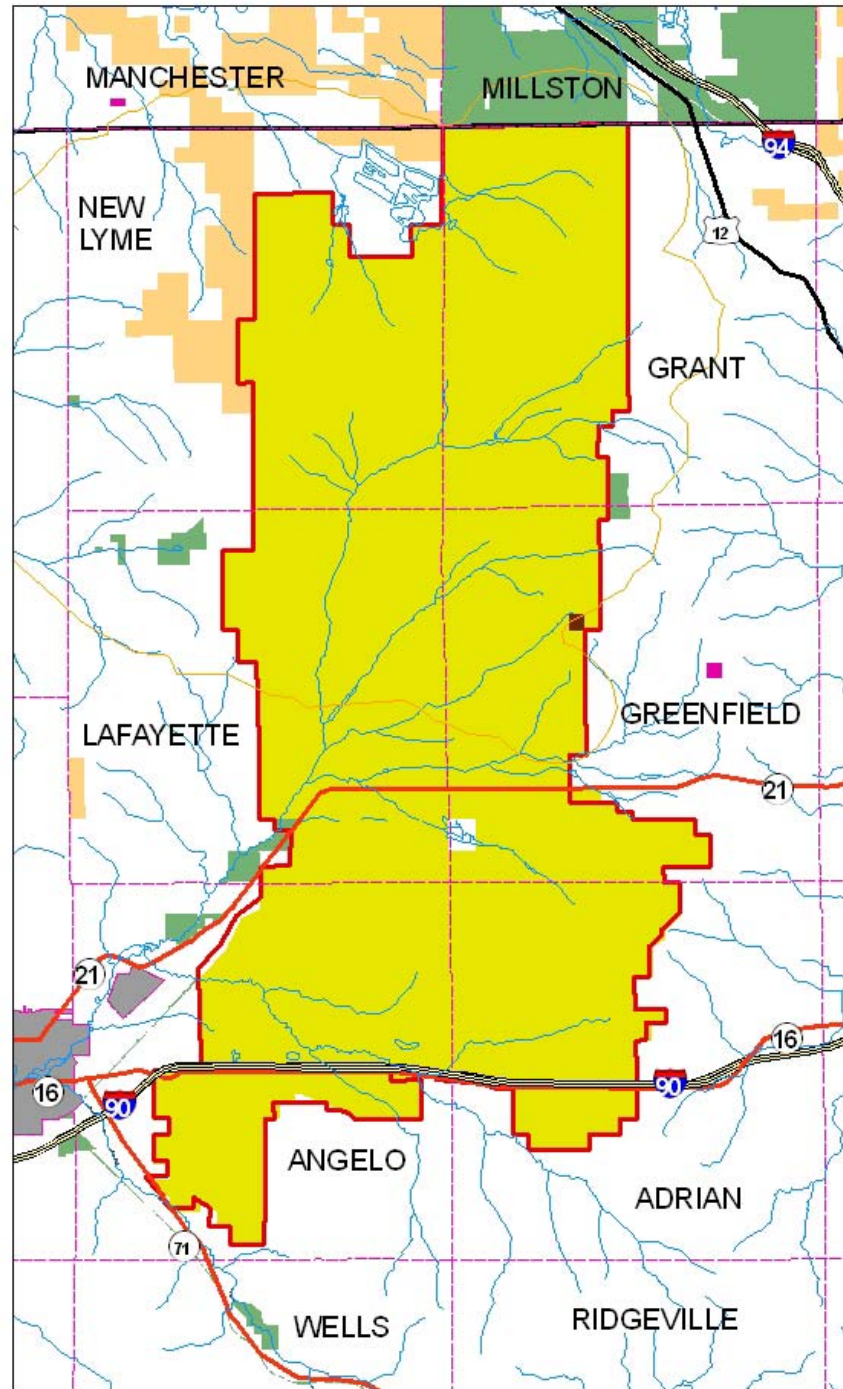 MANCHESTER
MILLSTON
94
NEW
LYME
12
GRANT
LAFAYETTE
GREENFIELD
21
21
16
16
90
90
ANGELO
ADRIAN
71
WELLS
RIDGEVILLE